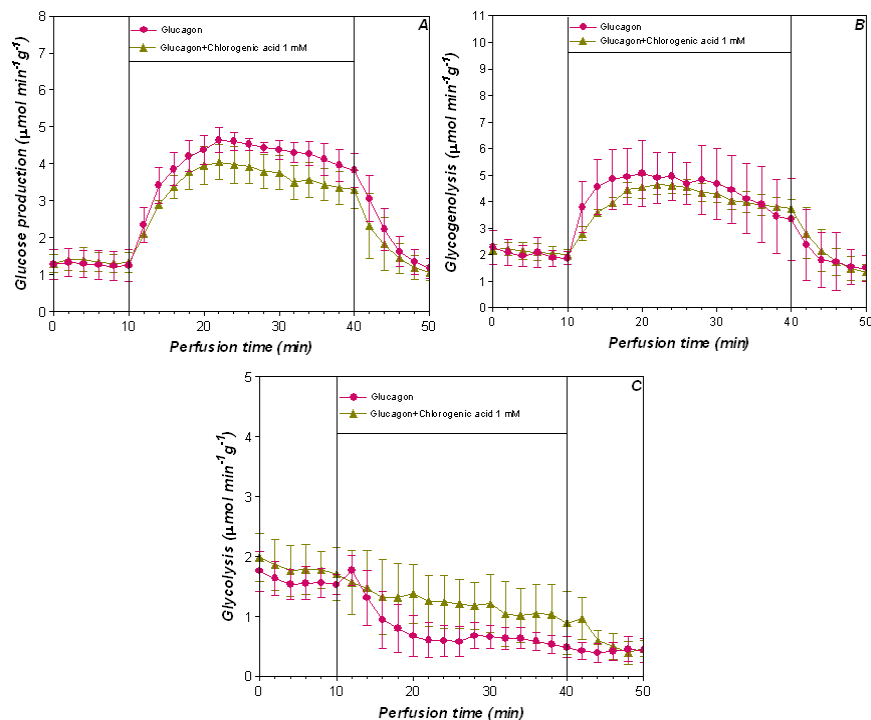 A
Glucagon
Glucagon+Chlorogenic acid 1 mM
Glucose production (µmol min⁻¹g⁻¹)
8
7
6
5
4
3
2
1
0
0 10 20 30 40 50
Perfusion time (min)
B
Glucagon
Glucagon+Chlorogenic acid 1 mM
Glycogenolysis (µmol min⁻¹g⁻¹)
11
10
9
8
7
6
5
4
3
2
1
0
0 10 20 30 40 50
Perfusion time (min)
C
Glucagon
Glucagon+Chlorogenic acid 1 mM
Glycolysis (µmol min⁻¹g⁻¹)
5
4
3
2
1
0
0 10 20 30 40 50
Perfusion time (min)